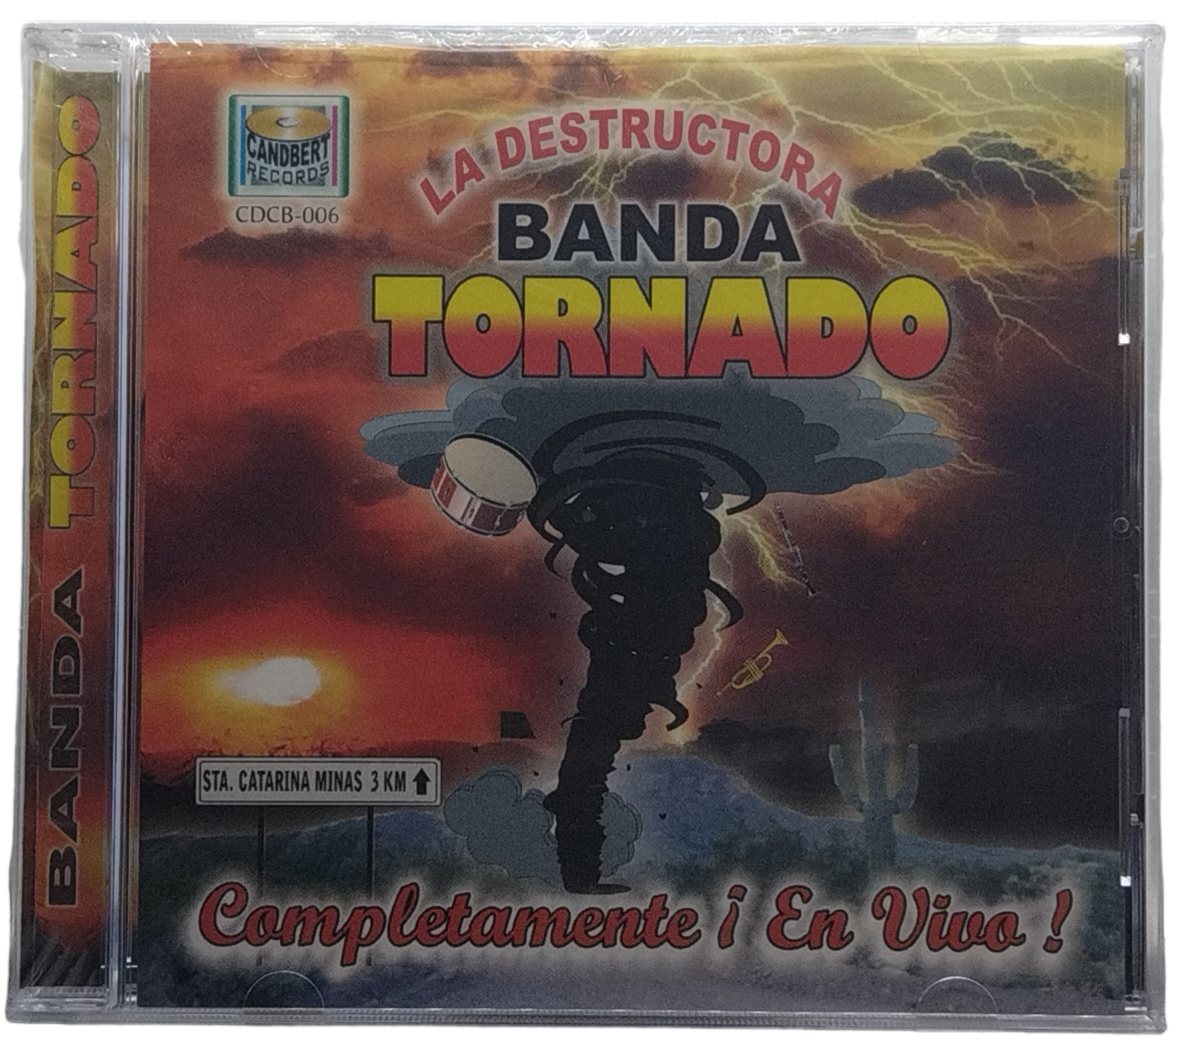 BANDA TORNADO
CANDBERT
RECORDS
CDCB-006
LA DESTRUCTORA
BANDA
TORNADO
STA. CATARINA MINAS 3 KM
Completamente ¡ En Vivo !